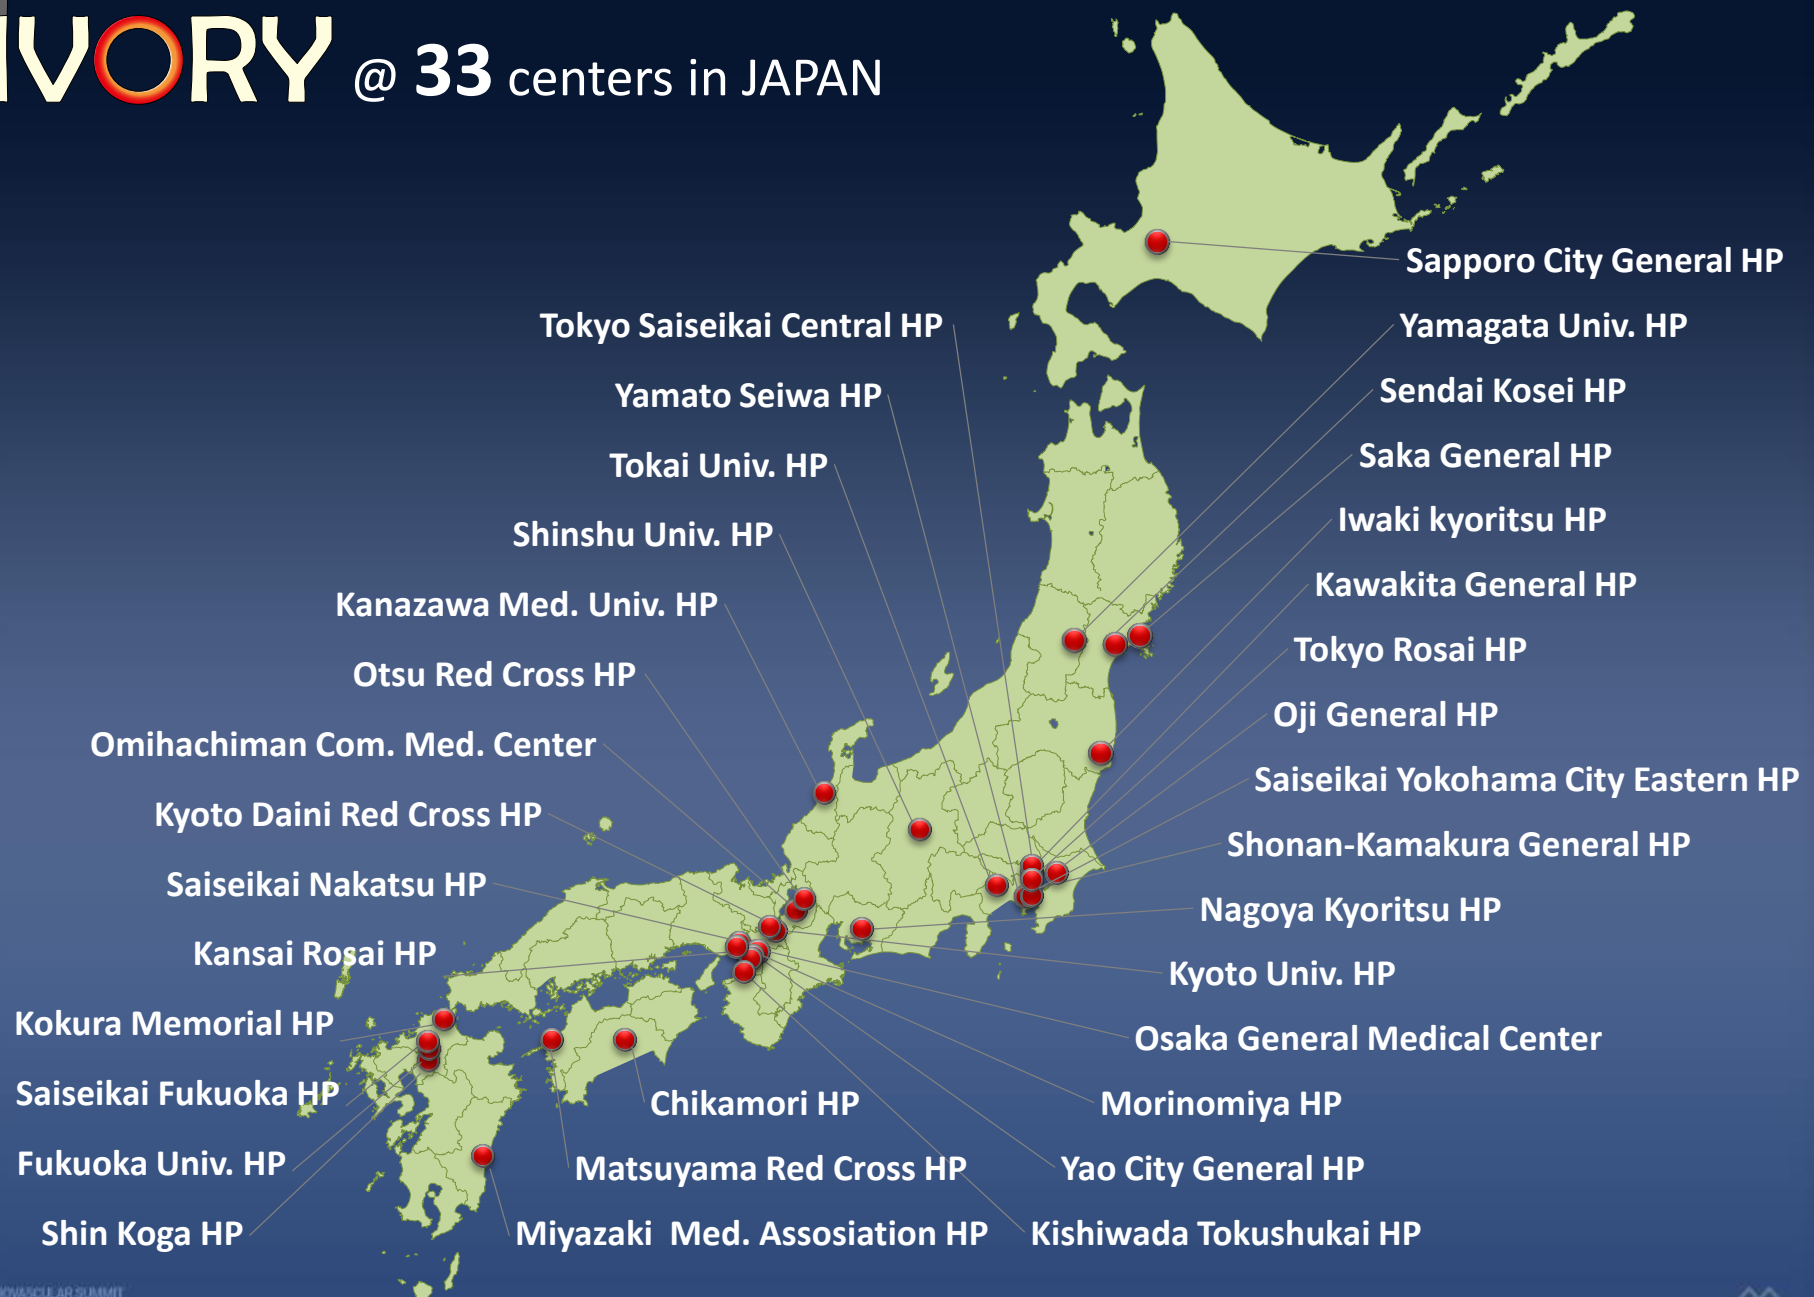 IVORY @ 33 centers in JAPAN
Sapporo City General HP
Tokyo Saiseikai Central HP
Yamagata Univ. HP
Yamato Seiwa HP
Sendai Kosei HP
Tokai Univ. HP
Saka General HP
Shinshu Univ. HP
Iwaki kyoritsu HP
Kanazawa Med. Univ. HP
Kawakita General HP
Otsu Red Cross HP
Tokyo Rosai HP
Omihachiman Com. Med. Center
Oji General HP
Kyoto Daini Red Cross HP
Saiseikai Yokohama City Eastern HP
Saiseikai Nakatsu HP
Shonan-Kamakura General HP
Kansai Rosai HP
Nagoya Kyoritsu HP
Kyoto Univ. HP
Kokura Memorial HP
Osaka General Medical Center
Saiseikai Fukuoka HP
Chikamori HP
Morinomiya HP
Fukuoka Univ. HP
Matsuyama Red Cross HP
Yao City General HP
Shin Koga HP
Miyazaki  Med. Assosiation HP
Kishiwada Tokushukai HP